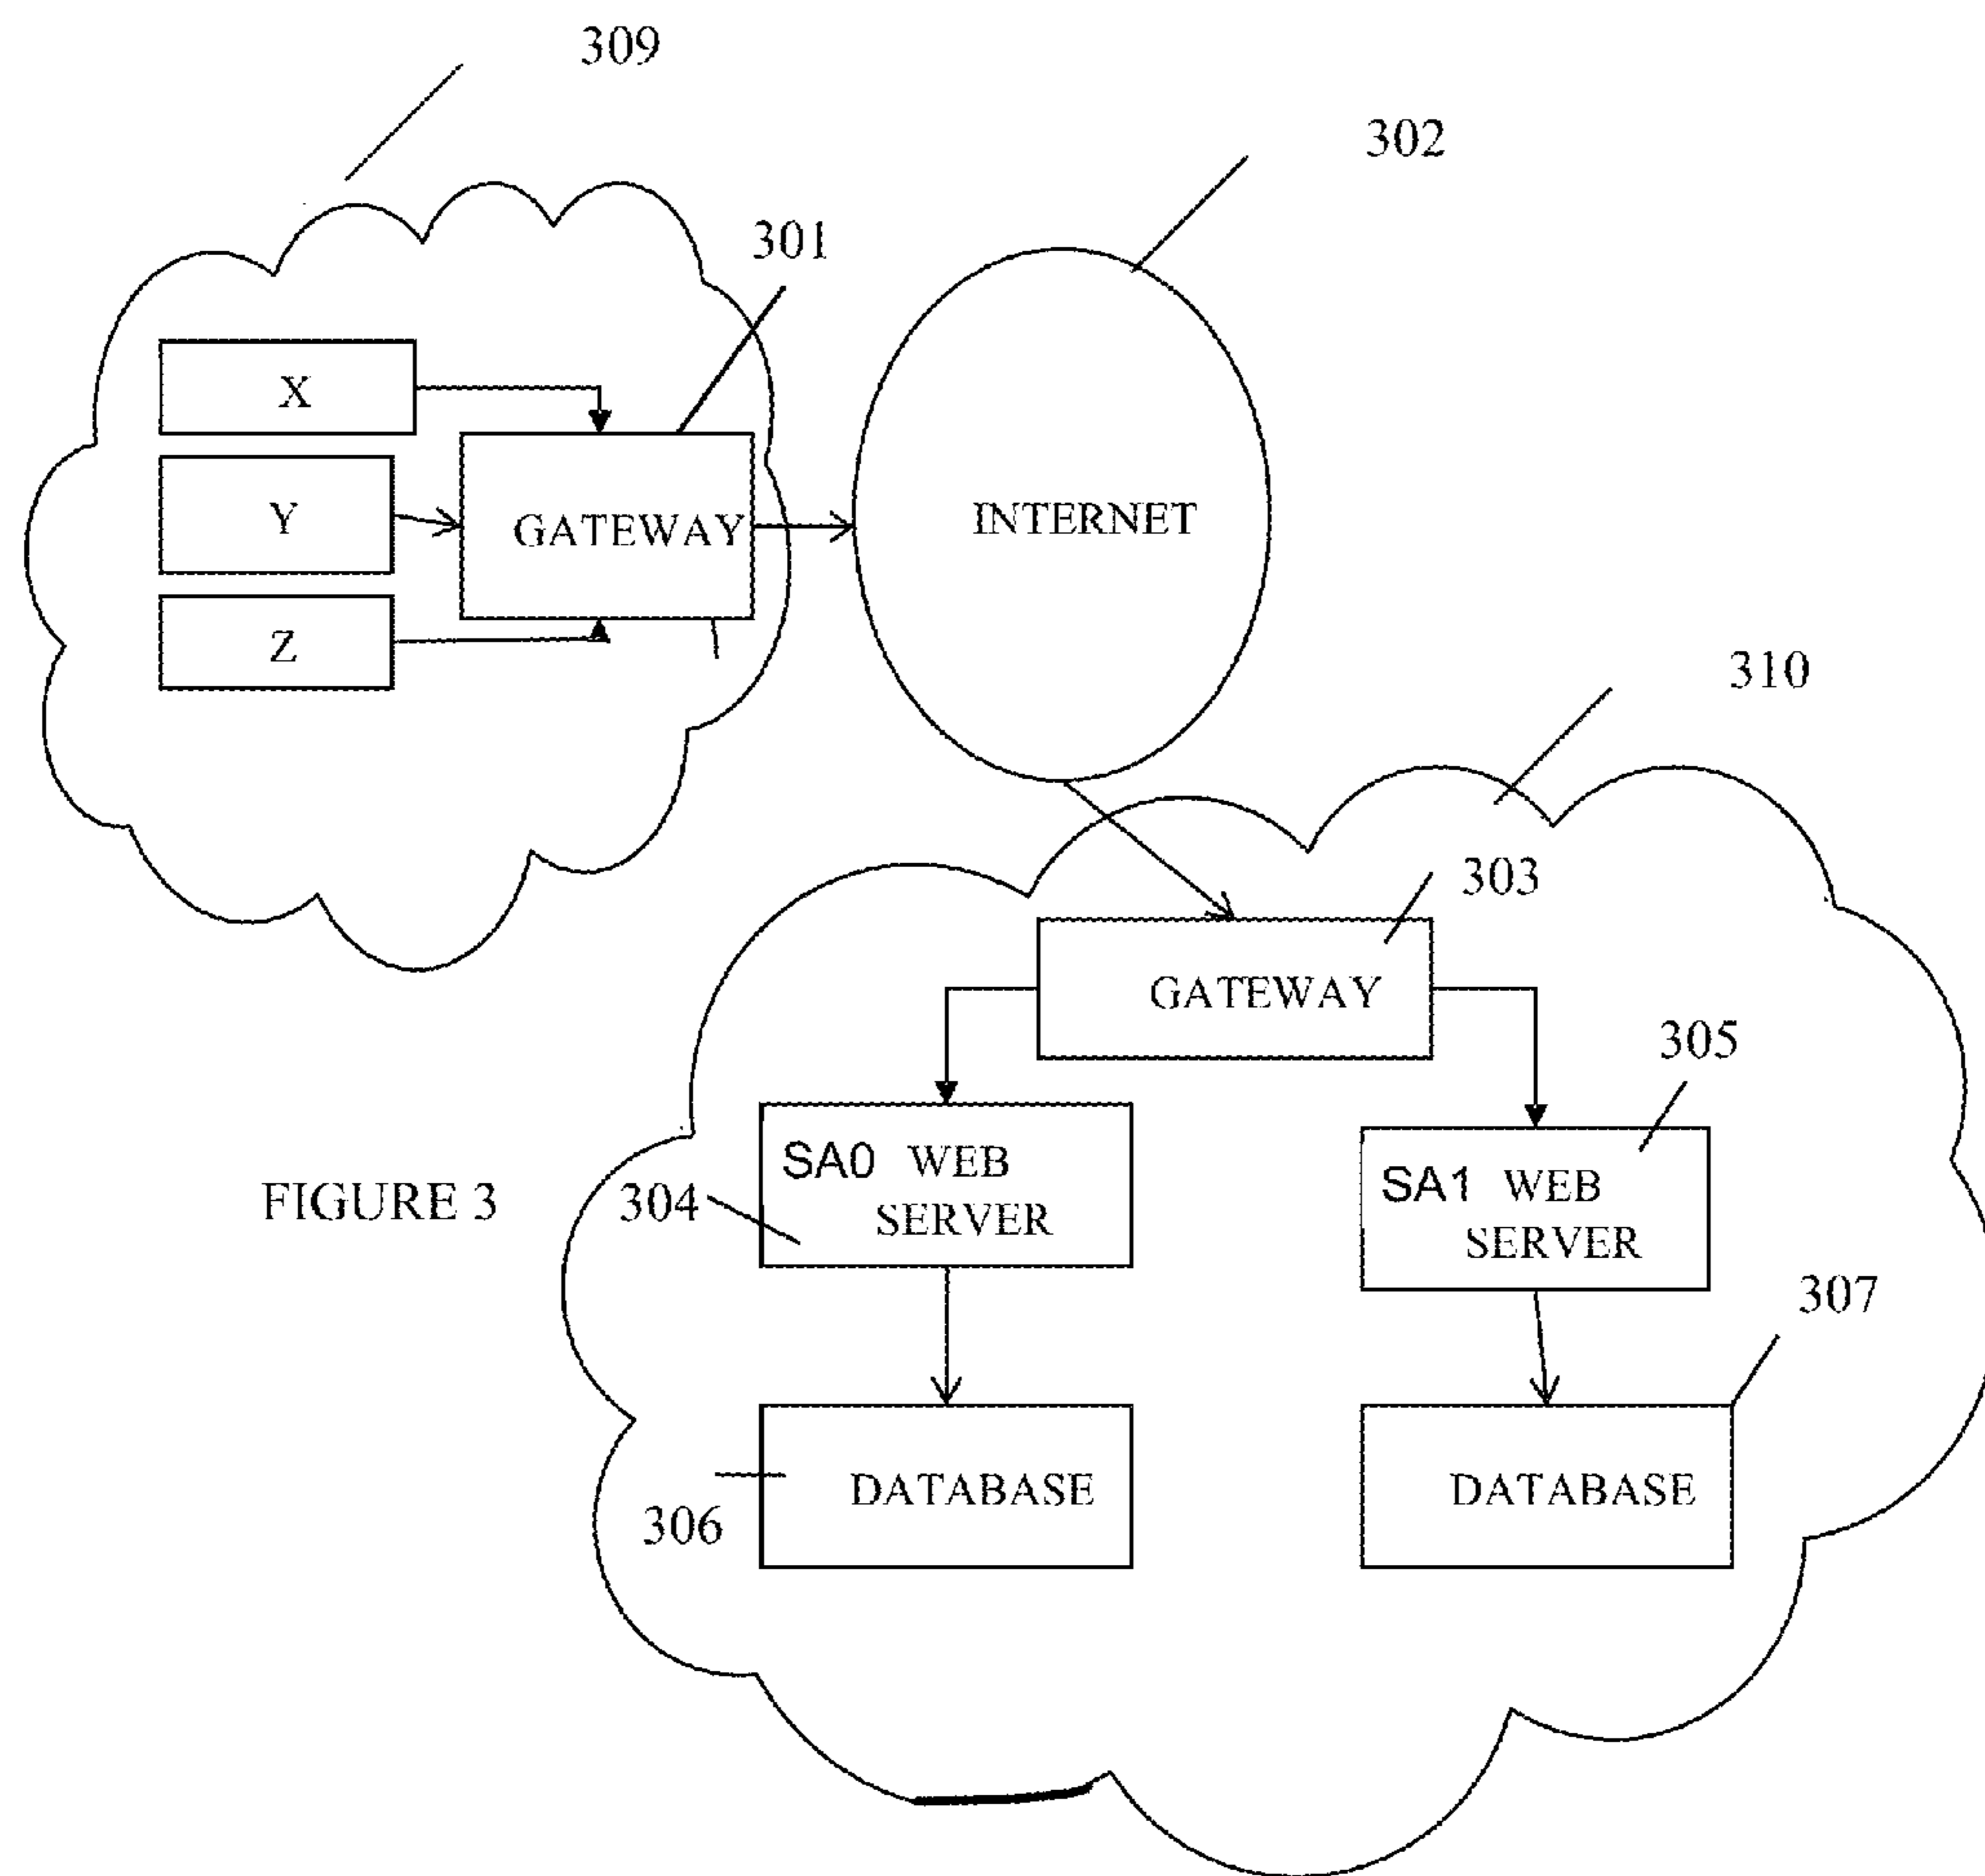 309
302
301
X
Y
GATEWAY
INTERNET
Z
310
303
GATEWAY
305
SA0 WEB
SERVER
SA1 WEB
SERVER
FIGURE 3
304
307
DATABASE
DATABASE
306